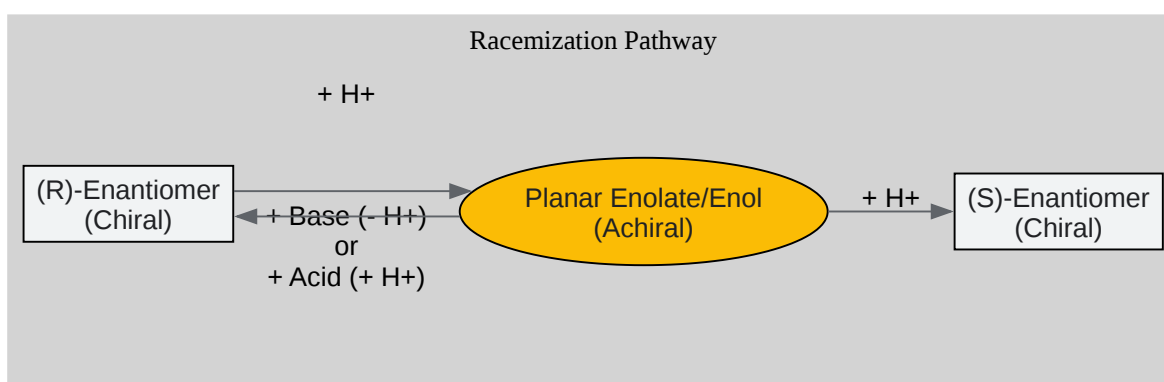 Racemization Pathway
+ H+
(R)-Enantiomer
(Chiral)
+ Base (- H+)
or
+ Acid (+ H+)
Planar Enolate/Enol
(Achiral)
+ H+
(S)-Enantiomer
(Chiral)